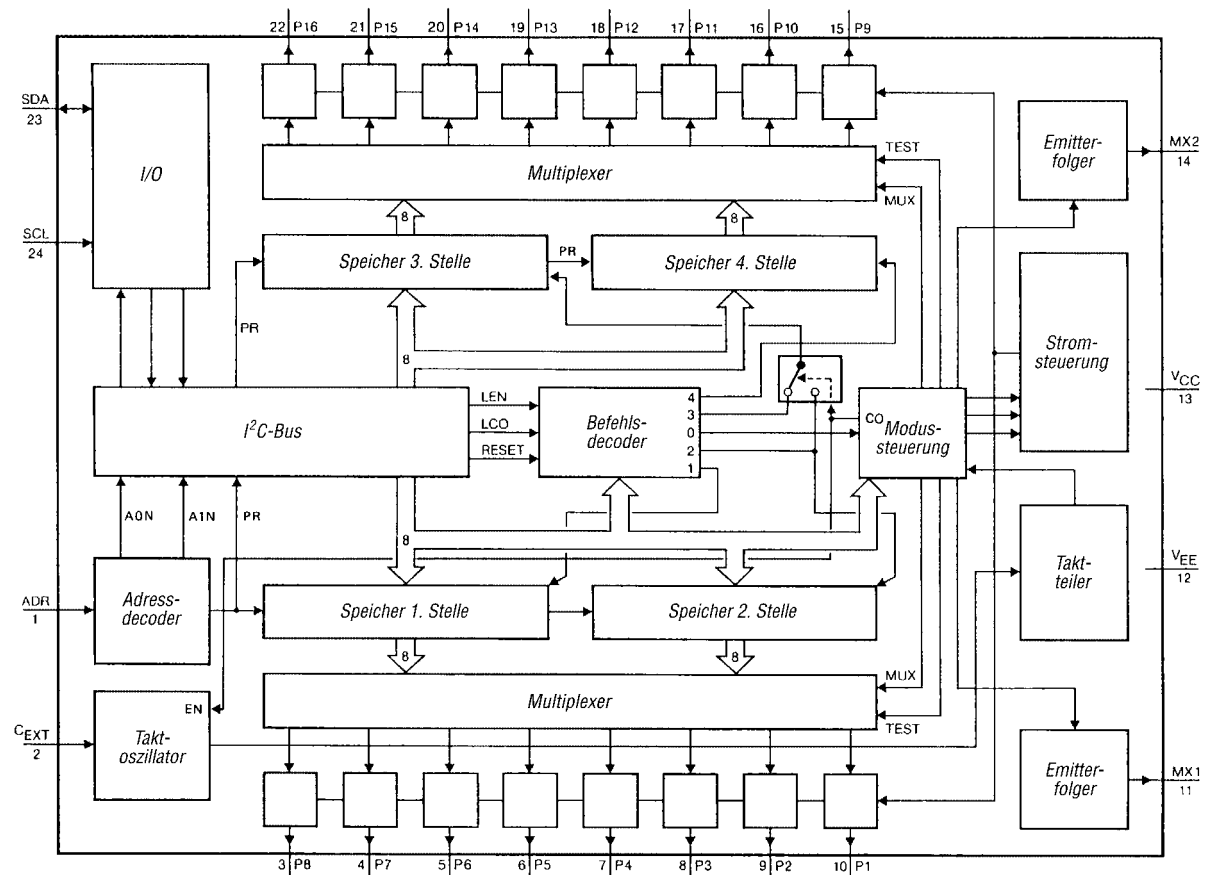 22 P16 21 P15 20 P14 19 P13 18 P12 17 P11 16 P10 15 P9
SDA
23
I/O
TEST
Emitter-
folger
MX2
14
Multiplexer
MUX
SCL
24
8
8
Speicher 3. Stelle
PR
Speicher 4. Stelle
PR
8
Strom-
steuerung
VCC
13
I²C-Bus
LEN
LCO
RESET
Befehls-
decoder
4
3
0
2
1
CO
Modus-
steuerung
A0N
A1N
PR
8
Takt-
teiler
VEE
12
ADR
1
Adress-
decoder
Speicher 1. Stelle
Speicher 2. Stelle
8
8
MUX
Multiplexer
TEST
EN
CEXT
2
Takt-
oszillator
Emitter-
folger
MX1
11
3 P8 4 P7 5 P6 6 P5 7 P4 8 P3 9 P2 10 P1